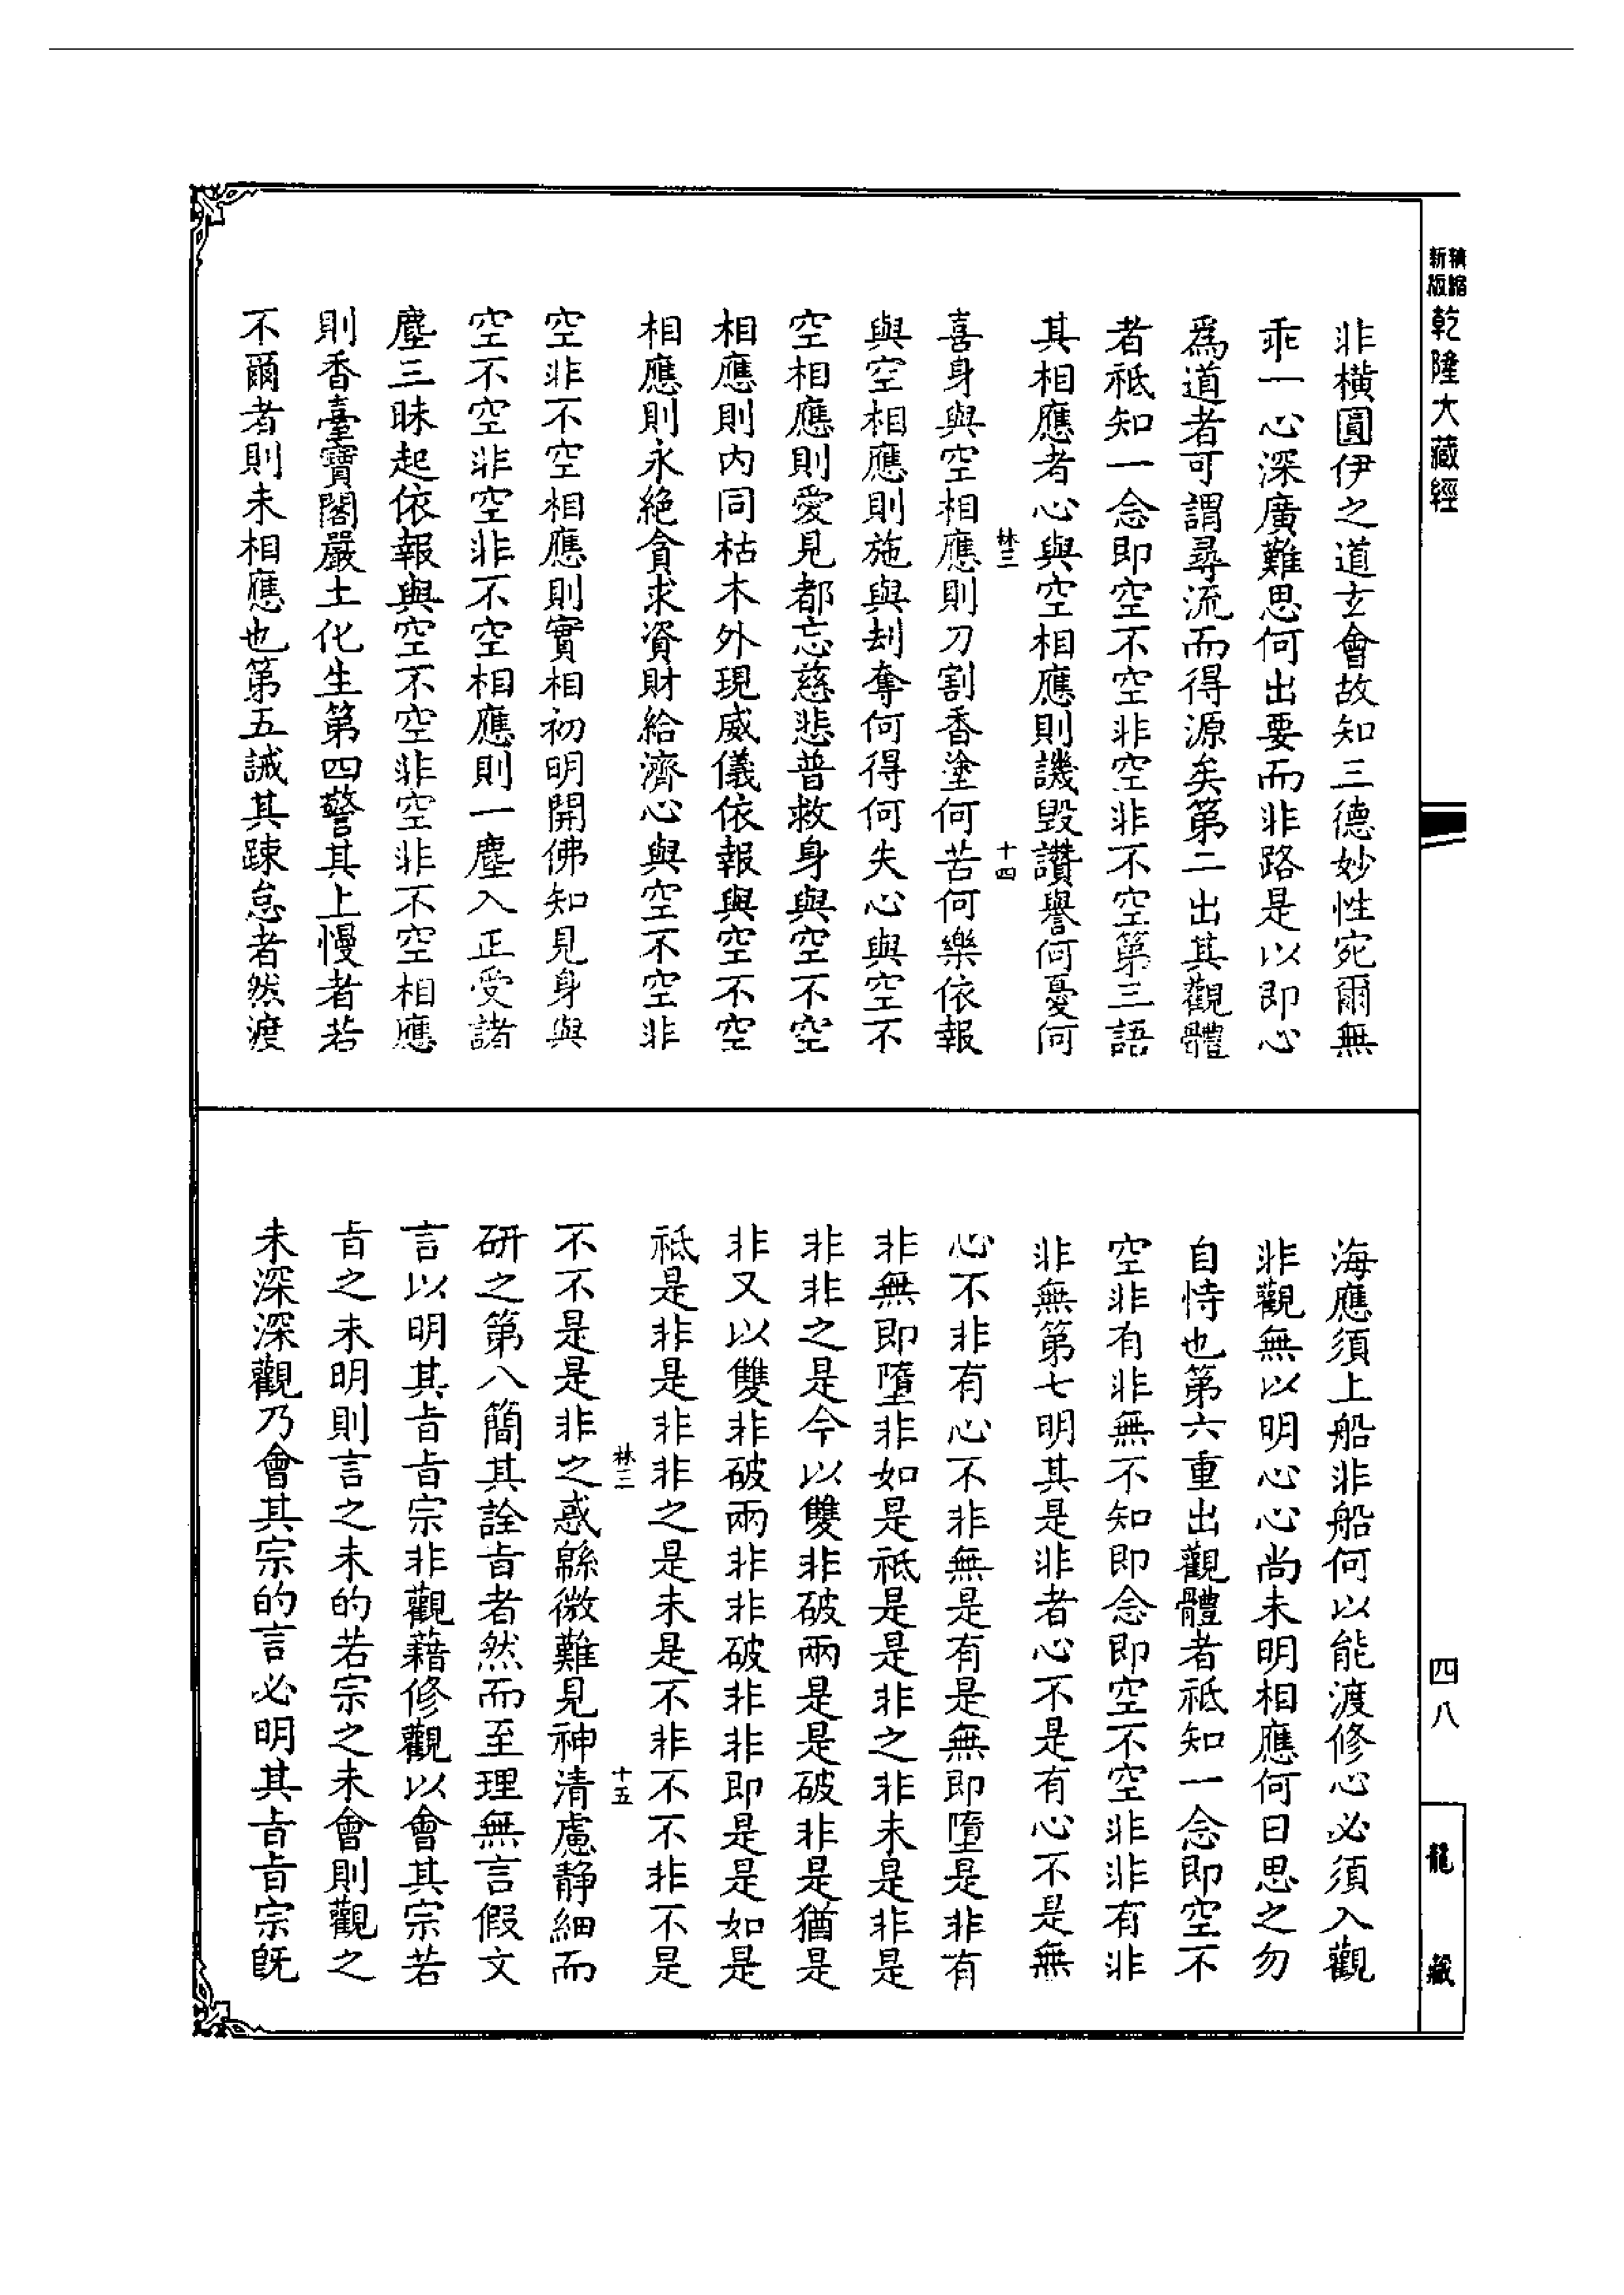 新版精縮乾隆大藏經
非橫圓伊之道玄會故知三德妙性宛爾無
乖一心深廣難思何出要而非路是以即心
爲道者可謂尋流而得源矣第二出其觀體
者祇知一念即空不空非空非不空第三語
其相應者心與空相應則譏毀讚譽何憂何
林三 十四
喜身與空相應則刀割香塗何苦何樂依報
與空相應則施與刦奪何得何失心與空不
空相應則愛見都忘慈悲普救身與空不空
相應則內同枯木外現威儀依報與空不空
相應則永絕貪求資財給濟心與空不空非
空非不空相應則實相初明開佛知見身與
空不空非空非不空相應則一塵入正受諸
塵三昧起依報與空不空非空非不空相應
則香臺寶閣嚴土化生第四警其上慢者若
不爾者則未相應也第五誡其踈怠者然渡
海應須上船非船何以能渡修心必須入觀
非觀無以明心心尚未明相應何日思之勿
自恃也第六重出觀體者祇知一念即空不
空非有非無不知即念即空不空非非有非
非無第七明其是非者心不是有心不是無
心不非有心不非無是有是無即墮是非有
非無即墮非如是祇是是非之非未是非是
非非之是今以雙非破兩是是破非是猶是
非又以雙非破兩非非破非非即是是如是
祇是非是非非之是未是不非不不非不是
不不是是非之惑緜微難見神清慮静細而
林三 十五
研之第八簡其詮㫖者然而至理無言假文
言以明其㫖㫖宗非觀藉修觀以會其宗若
㫖之未明則言之未的若宗之未會則觀之
未深深觀乃會其宗的言必明其㫖㫖宗旣
四八
龍藏